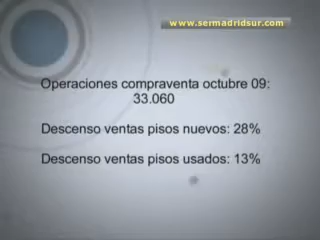 www.sermadridsur.com
Operaciones compraventa octubre 09:
33.060
Descenso ventas pisos nuevos: 28%
Descenso ventas pisos usados: 13%